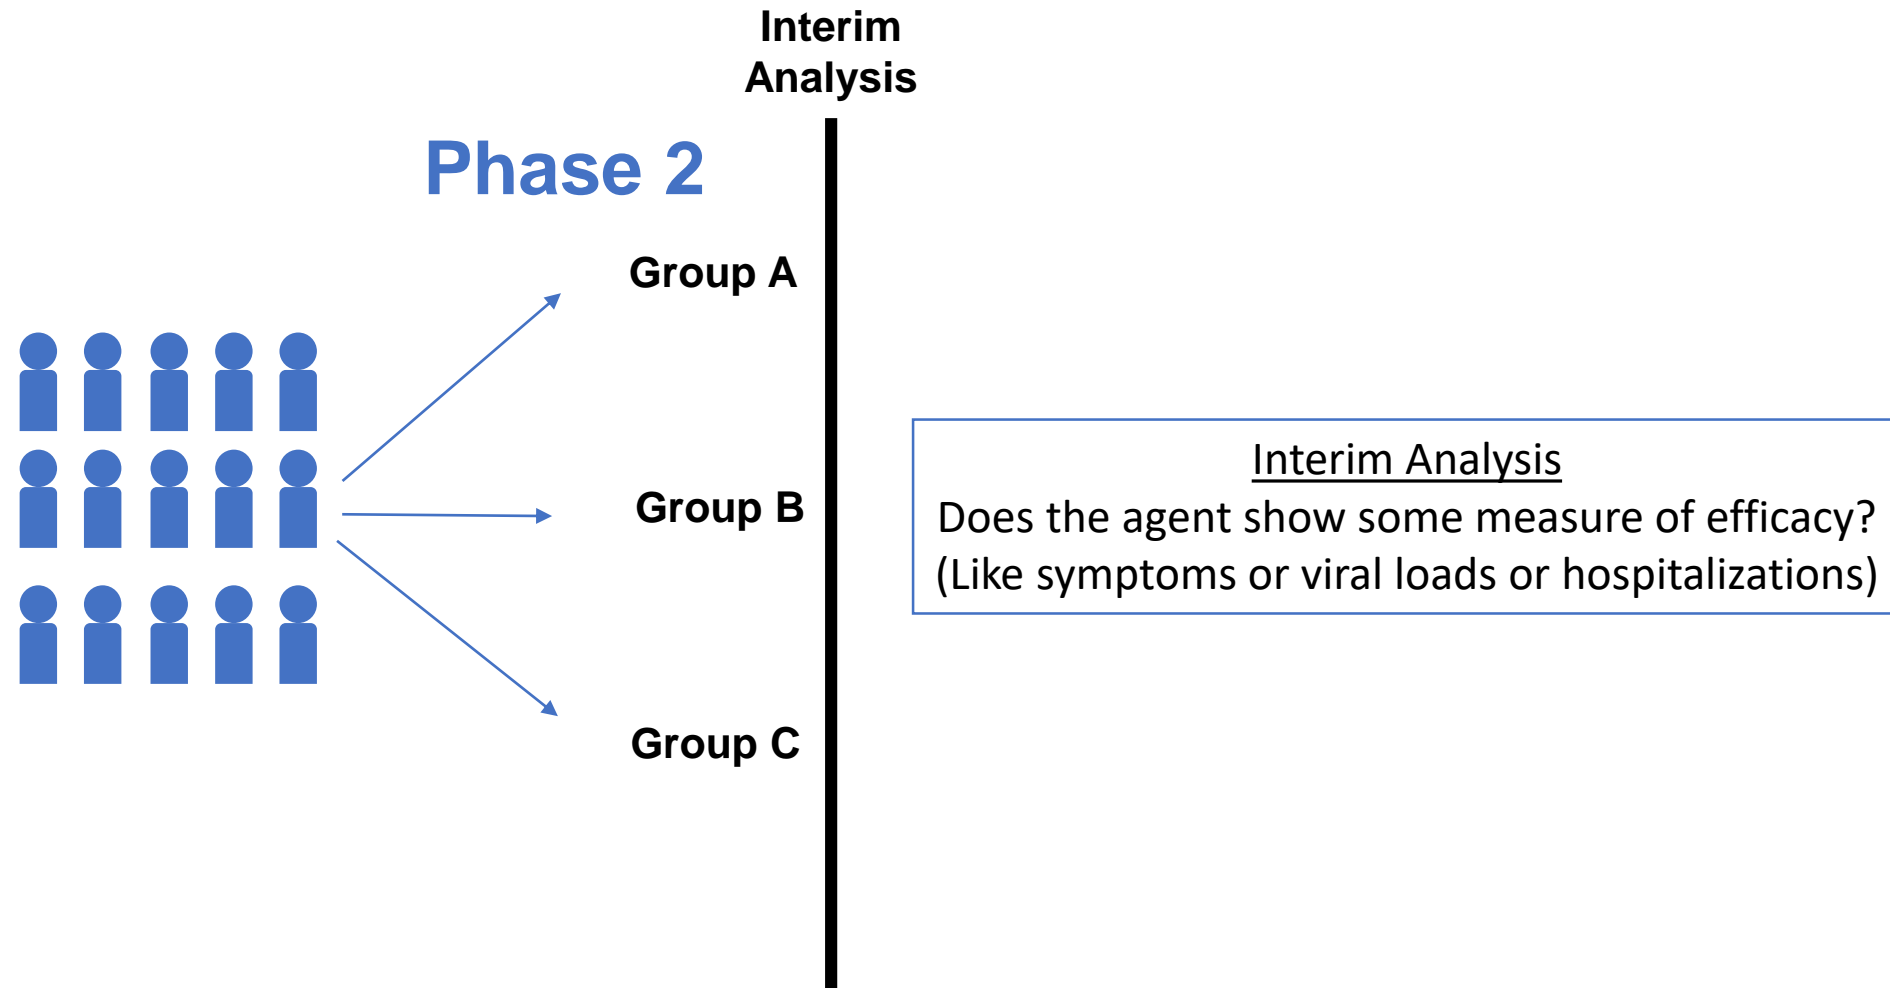 Interim
Analysis
Phase 2
Group A
Group B
Group C
Interim Analysis
Does the agent show some measure of efficacy?
(Like symptoms or viral loads or hospitalizations)